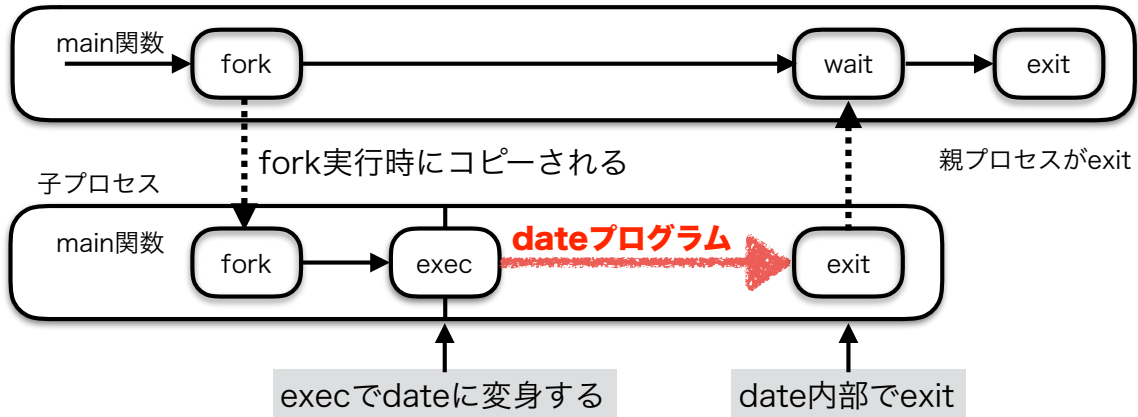 main関数
fork
wait
exit
fork実行時にコピーされる
親プロセスがexit
子プロセス
main関数
fork
exec
dateプログラム
exit
execでdateに変身する
date内部でexit